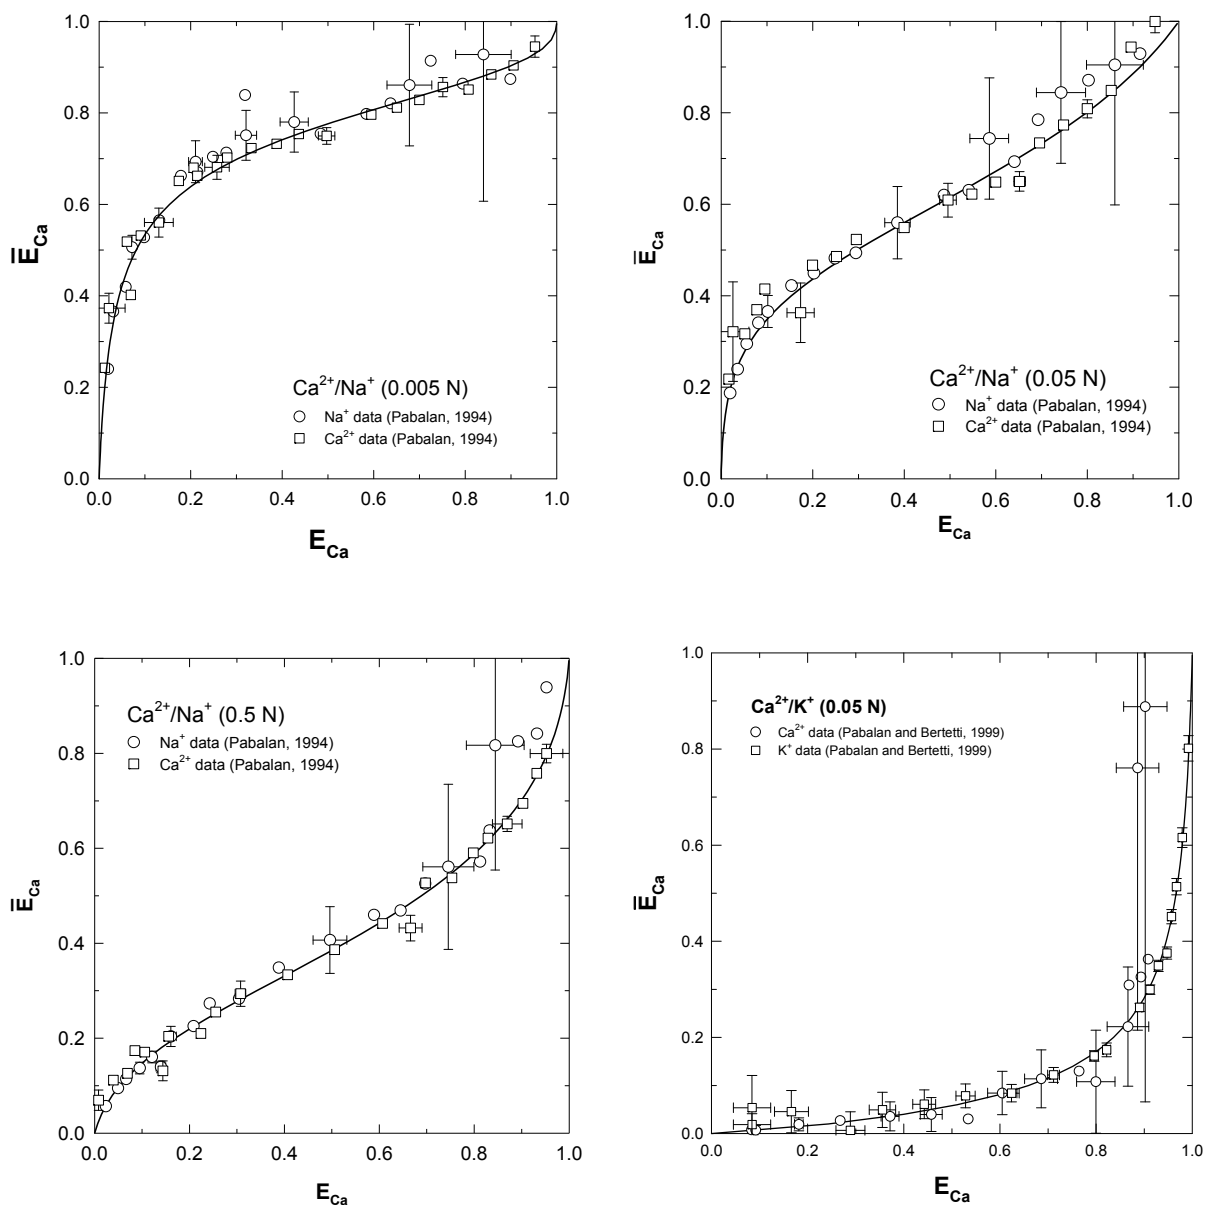 1.0
0.8
0.6
0.4
0.2
0.0
0.0 0.2 0.4 0.6 0.8 1.0
E̅Ca
ECa
Ca²⁺/Na⁺ (0.005 N)
Na⁺ data (Pabalan, 1994)
Ca²⁺ data (Pabalan, 1994)
1.0
0.8
0.6
0.4
0.2
0.0
0.0 0.2 0.4 0.6 0.8 1.0
E̅Ca
ECa
Ca²⁺/Na⁺ (0.05 N)
Na⁺ data (Pabalan, 1994)
Ca²⁺ data (Pabalan, 1994)
1.0
0.8
0.6
0.4
0.2
0.0
0.0 0.2 0.4 0.6 0.8 1.0
E̅Ca
ECa
Ca²⁺/Na⁺ (0.5 N)
Na⁺ data (Pabalan, 1994)
Ca²⁺ data (Pabalan, 1994)
1.0
0.8
0.6
0.4
0.2
0.0
0.0 0.2 0.4 0.6 0.8 1.0
E̅Ca
ECa
Ca²⁺/K⁺ (0.05 N)
Ca²⁺ data (Pabalan and Bertetti, 1999)
K⁺ data (Pabalan and Bertetti, 1999)